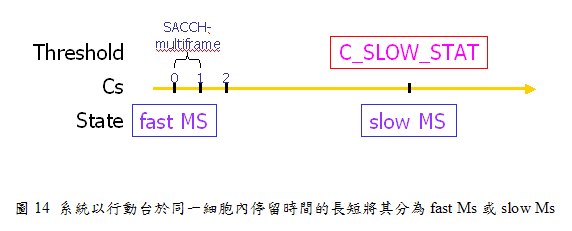 SACCH-
multiframe
Threshold C_SLOW_STAT
0 1 2
Cs
State fast MS slow MS
圖 14 系統以行動台於同一細胞內停留時間的長短將其分為 fast Ms 或 slow Ms